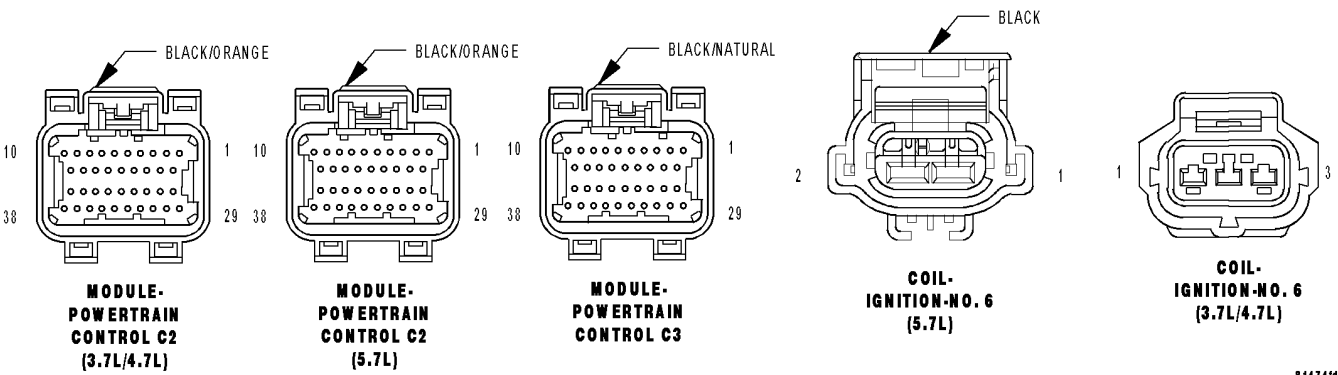 BLACK/ORANGE
10
1
38
29
MODULE-
POWERTRAIN
CONTROL C2
(3.7L/4.7L)
BLACK/ORANGE
10
1
38
29
MODULE-
POWERTRAIN
CONTROL C2
(5.7L)
BLACK/NATURAL
10
1
38
29
MODULE-
POWERTRAIN
CONTROL C3
BLACK
2
1
COIL-
IGNITION-NO. 6
(5.7L)
1
3
COIL-
IGNITION-NO. 6
(3.7L/4.7L)